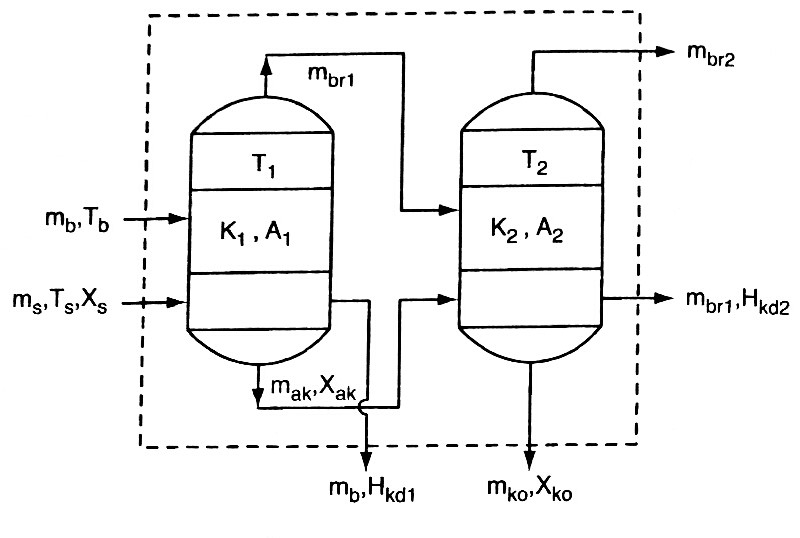 m_br1
m_br2
T_1
T_2
m_b,T_b
K_1 , A_1
K_2 , A_2
m_s,T_s,X_s
m_br1,H_kd2
m_ak,X_ak
m_b,H_kd1
m_ko,X_ko